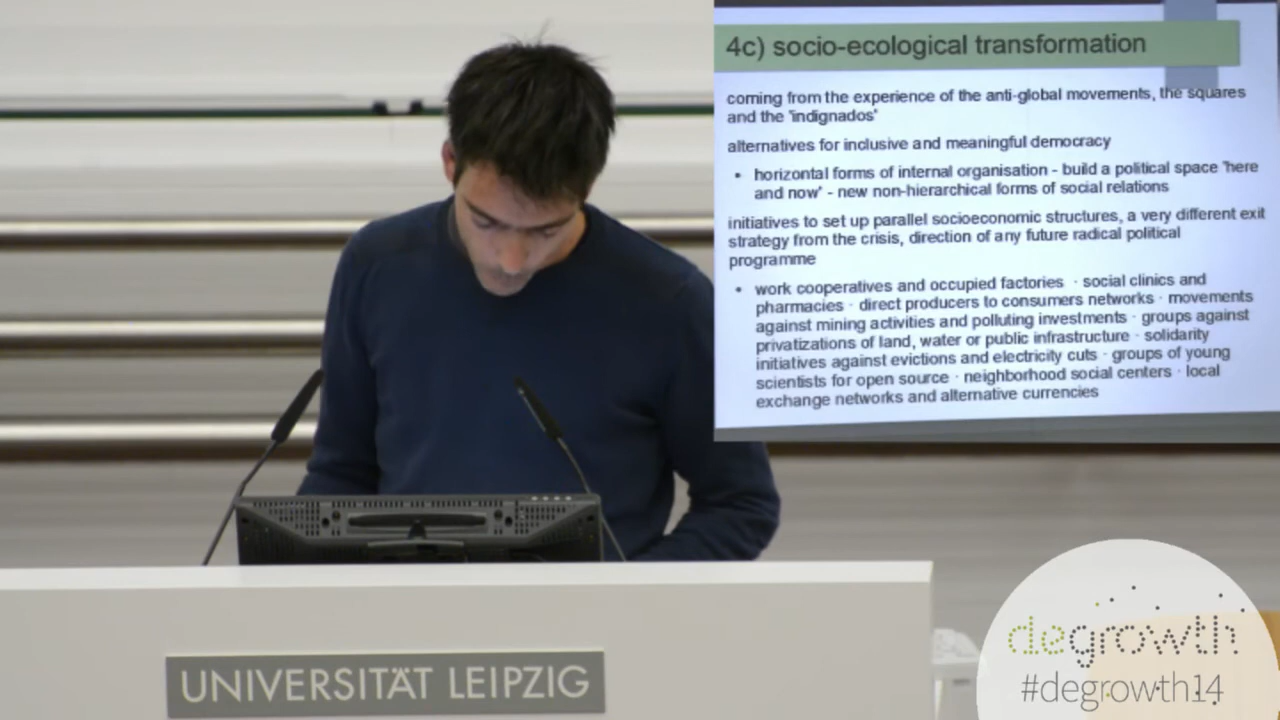 4c) socio-ecological transformation
coming from the experience of the anti-global movements, the squares
and the 'indignados'
alternatives for inclusive and meaningful democracy
• horizontal forms of internal organisation - build a political space 'here
and now' - new non-hierarchical forms of social relations
initiatives to set up parallel socioeconomic structures, a very different exit
strategy from the crisis, direction of any future radical political
programme
• work cooperatives and occupied factories · social clinics and
pharmacies · direct producers to consumers networks · movements
against mining activities and polluting investments · groups against
privatizations of land, water or public infrastructure · solidarity
initiatives against evictions and electricity cuts · groups of young
scientists for open source · neighborhood social centers · local
exchange networks and alternative currencies
UNIVERSITÄT LEIPZIG
degrowth
#degrowth14